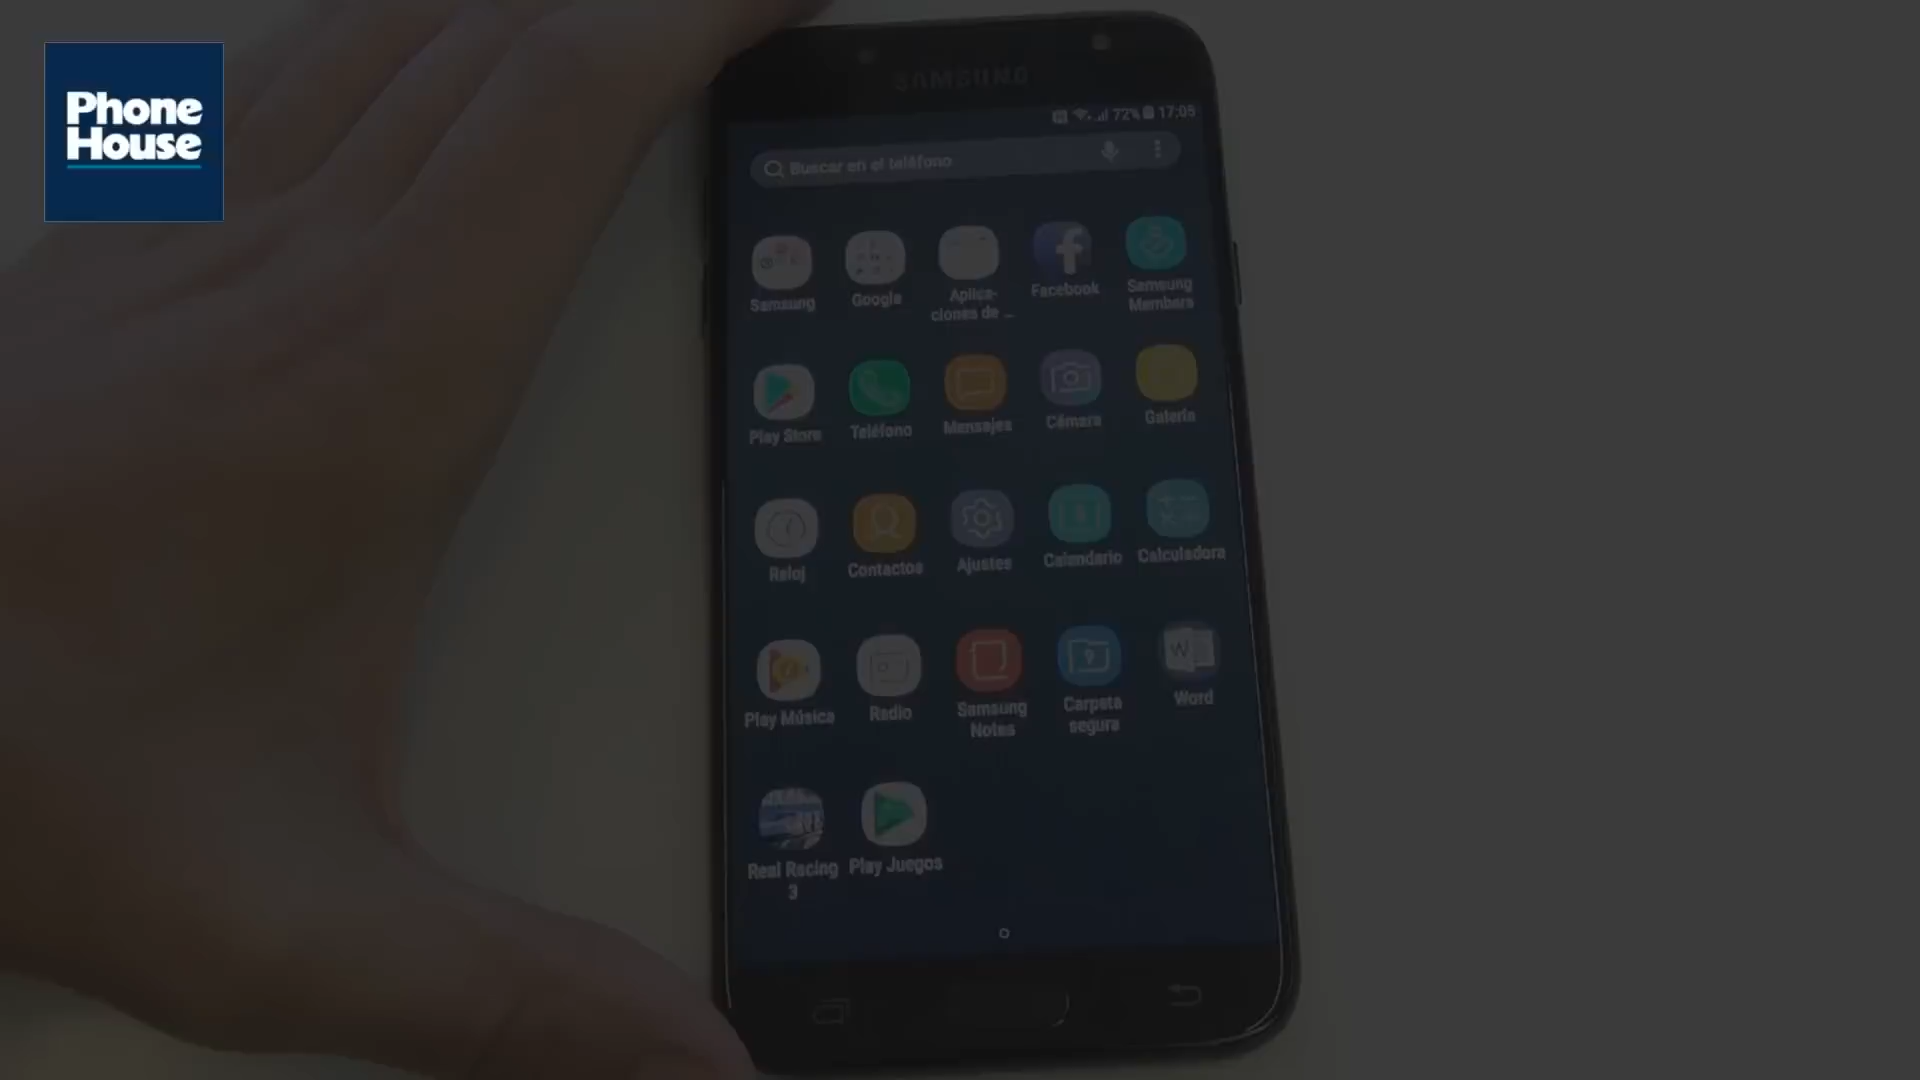 Phone
House
SAMSUNG
72% 17:05
Buscar en el teléfono
Samsung
Google
Aplica-
ciones de ...
Facebook
Samsung
Members
Play Store
Teléfono
Mensajes
Cámara
Galería
Reloj
Contactos
Ajustes
Calendario
Calculadora
Play Música
Radio
Samsung
Notes
Carpeta
segura
W
Word
Real Racing
3
Play Juegos